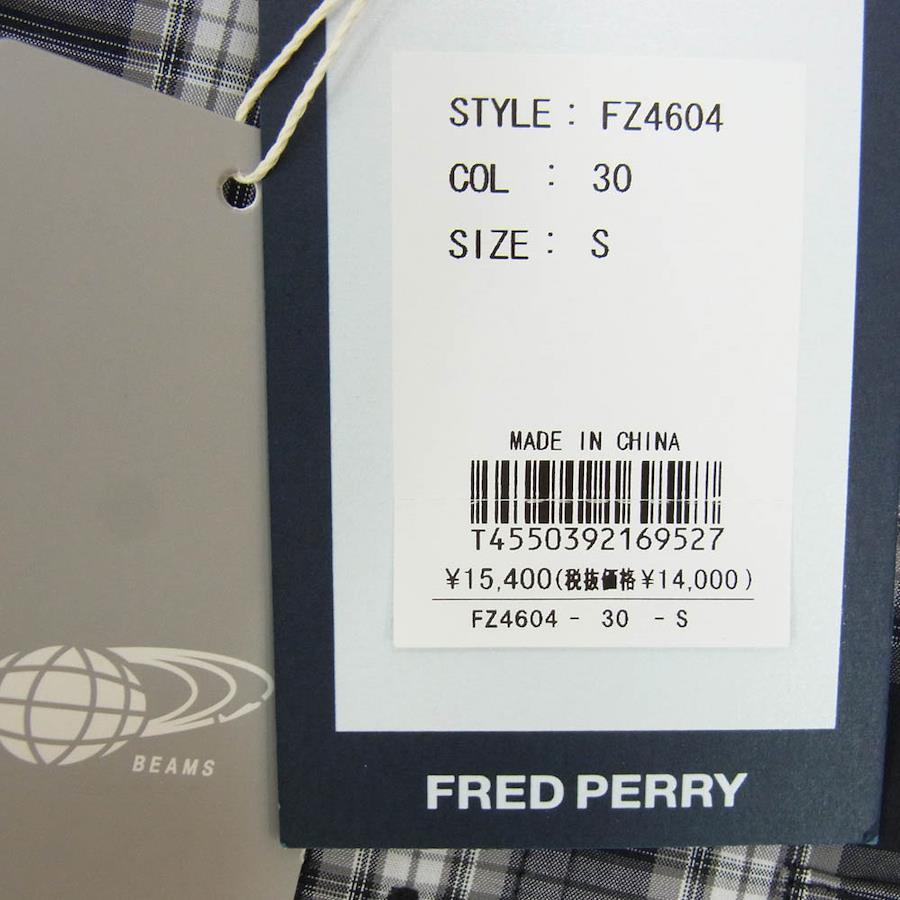 STYLE : FZ4604
COL : 30
SIZE : S
MADE IN CHINA
T4550392169527
¥15,400(税抜価格¥14,000)
FZ4604 - 30 - S
BEAMS
FRED PERRY